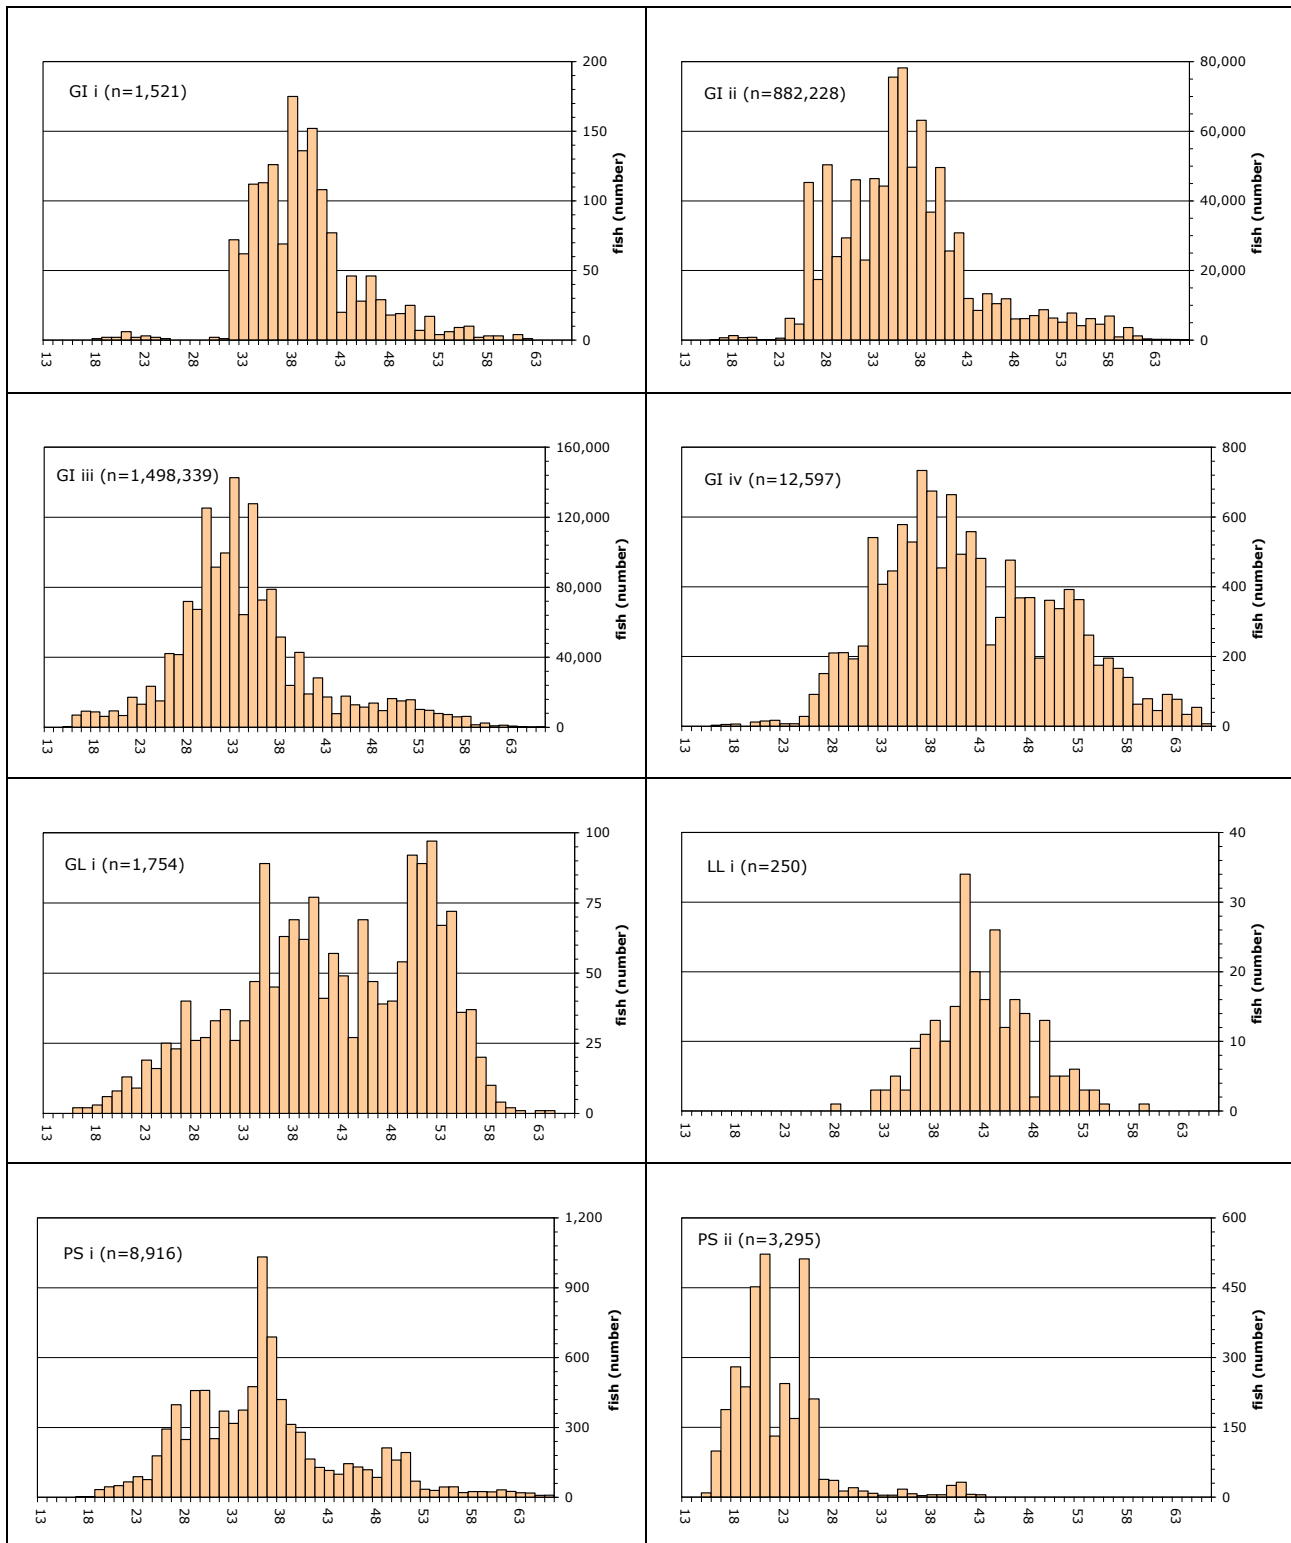 GI i (n=1,521)
200
150
100
50
0
fish (number)
13 18 23 28 33 38 43 48 53 58 63
GI ii (n=882,228)
80,000
60,000
40,000
20,000
0
fish (number)
13 18 23 28 33 38 43 48 53 58 63
GI iii (n=1,498,339)
160,000
120,000
80,000
40,000
0
fish (number)
13 18 23 28 33 38 43 48 53 58 63
GI iv (n=12,597)
800
600
400
200
0
fish (number)
13 18 23 28 33 38 43 48 53 58 63
GL i (n=1,754)
100
75
50
25
0
fish (number)
13 18 23 28 33 38 43 48 53 58 63
LL i (n=250)
40
30
20
10
0
fish (number)
13 18 23 28 33 38 43 48 53 58 63
PS i (n=8,916)
1,200
900
600
300
0
fish (number)
13 18 23 28 33 38 43 48 53 58 63
PS ii (n=3,295)
600
450
300
150
0
fish (number)
13 18 23 28 33 38 43 48 53 58 63